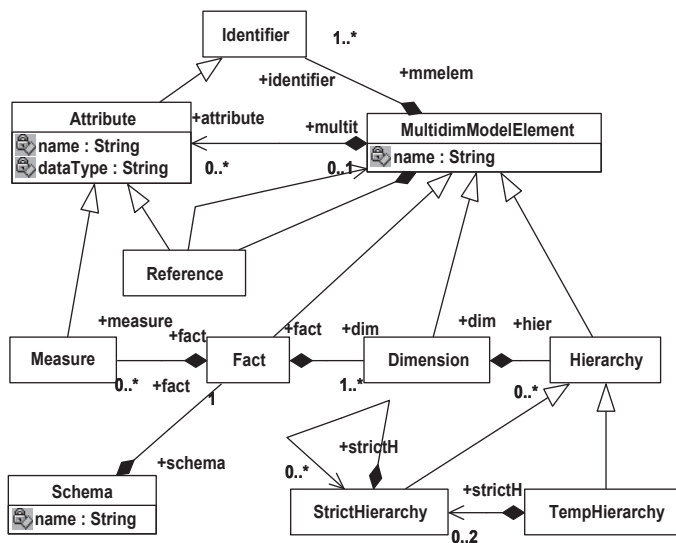 Identifier
1..*
+identifier
+mmelem
Attribute
+attribute
+multit
MultidimModelElement
name : String
dataType : String
0..*
0..1
name : String
Reference
+measure
+fact
+fact
+dim
+dim
+hier
Measure
Fact
Dimension
Hierarchy
0..*
+fact
1
1..*
0..*
+schema
+strictH
0..*
Schema
name : String
StrictHierarchy
+strictH
0..2
TempHierarchy